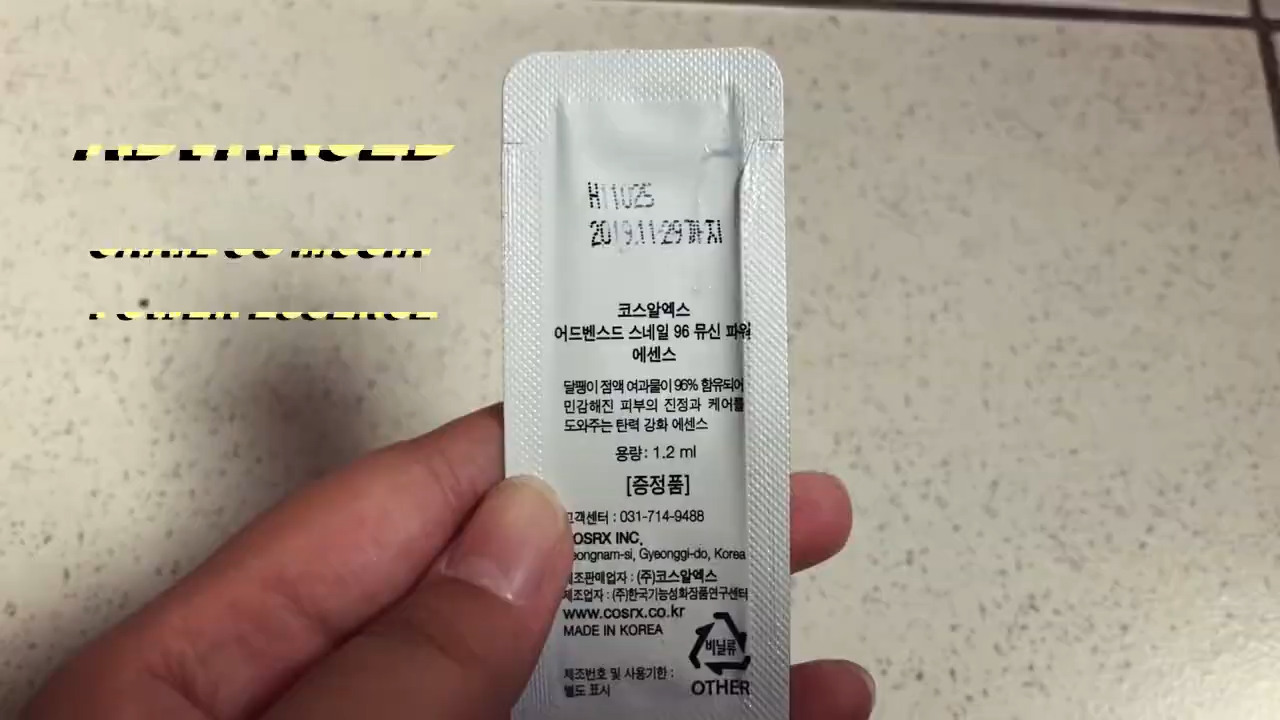 ADVANCED
H11025
2019.11.29까지
코스알엑스
어드벤스드 스네일 96 뮤신 파워
에센스
달팽이 점액 여과물이 96% 함유되어
민감해진 피부의 진정과 케어를
도와주는 탄력 강화 에센스
용량: 1.2 ml
[증정품]
고객센터 : 031-714-9488
COSRX INC.
eongnam-si, Gyeonggi-do, Korea
제조판매업자 : (주)코스알엑스
제조업자 : (주)한국기능성화장품연구센터
www.cosrx.co.kr
MADE IN KOREA
비닐류
제조번호 및 사용기한 :
별도 표시
OTHER